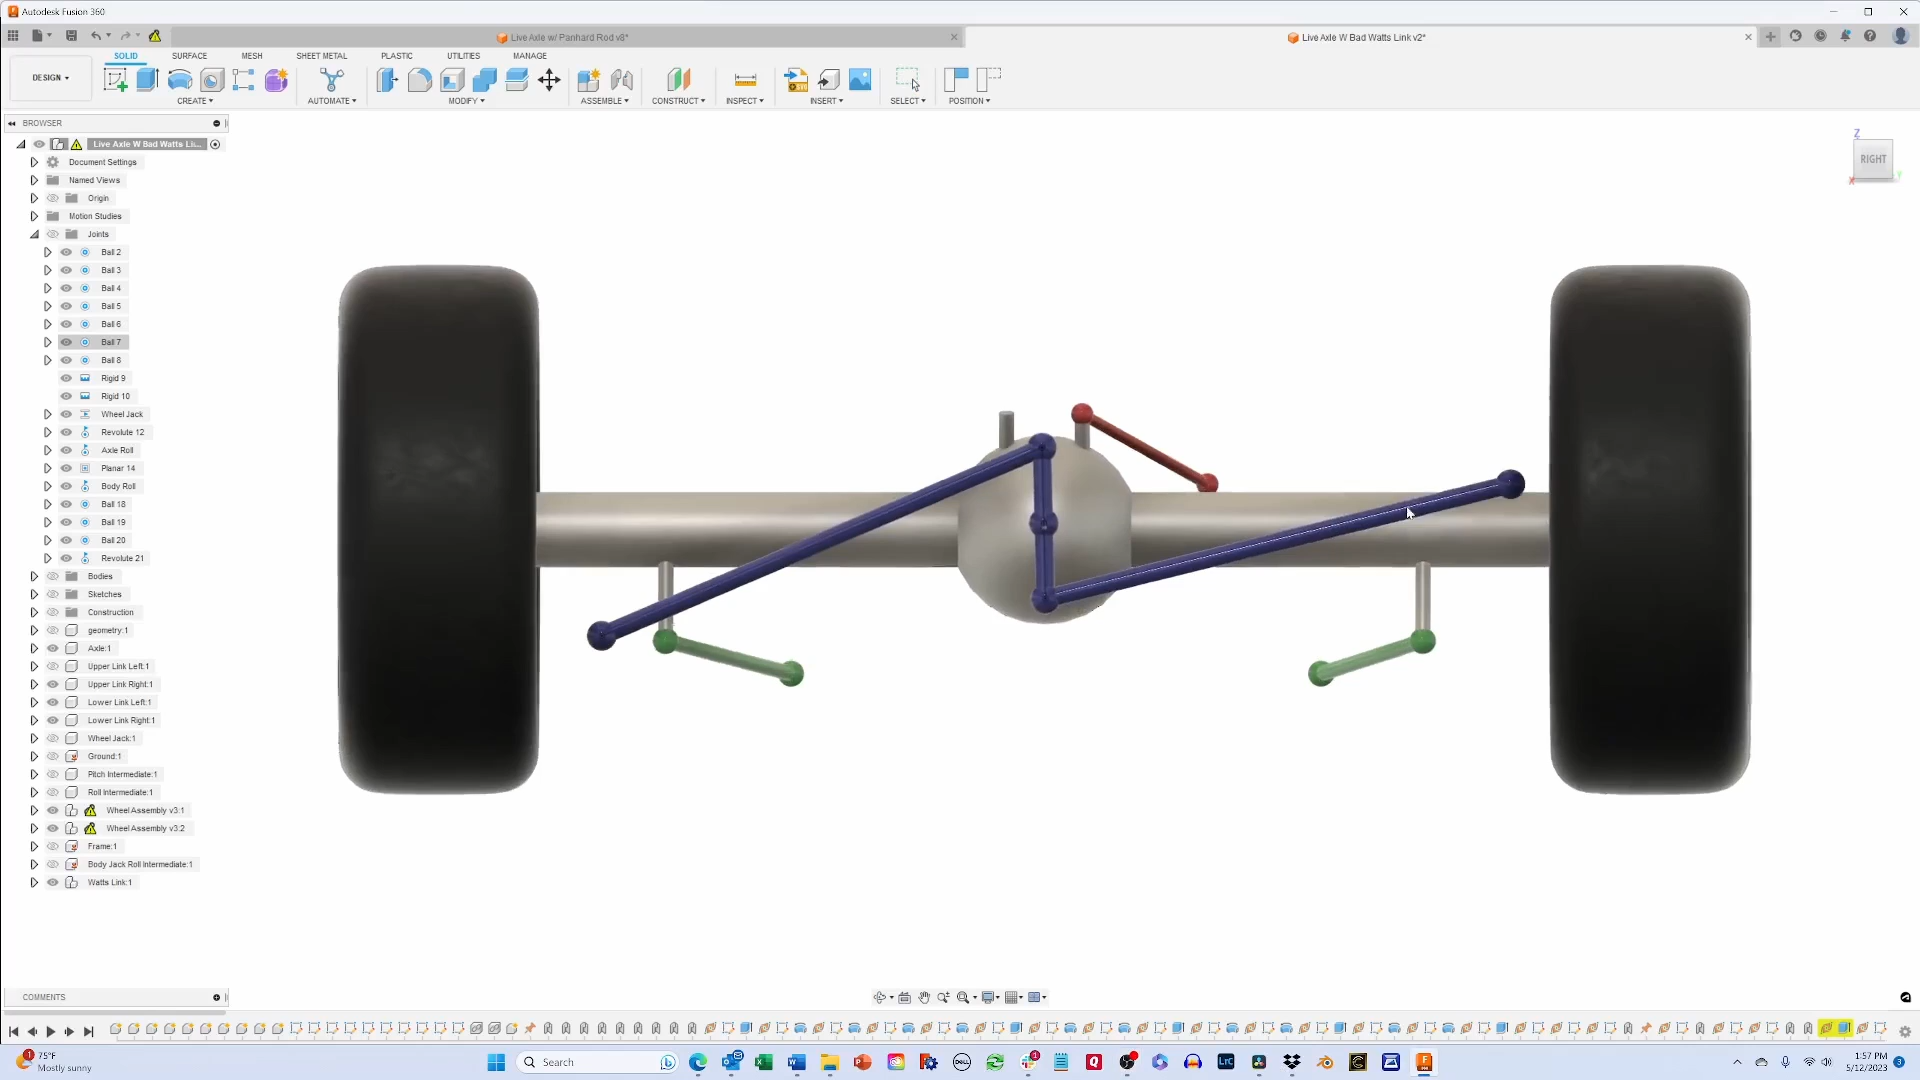 Autodesk Fusion 360
Live Axle w/ Panhard Rod v8*
Live Axle W Bad Watts Link v2*
SOLID SURFACE MESH SHEET METAL PLASTIC UTILITIES MANAGE
DESIGN
CREATE AUTOMATE MODIFY ASSEMBLE CONSTRUCT INSPECT INSERT SELECT POSITION
BROWSER
Live Axle W Bad Watts Lin...
Document Settings
Named Views
Origin
Motion Studies
Joints
Ball 2
Ball 3
Ball 4
Ball 5
Ball 6
Ball 7
Ball 8
Rigid 9
Rigid 10
Wheel Jack
Revolute 12
Axle Roll
Planar 14
Body Roll
Ball 18
Ball 19
Ball 20
Revolute 21
Bodies
Sketches
Construction
geometry:1
Axle:1
Upper Link Left:1
Upper Link Right:1
Lower Link Left:1
Lower Link Right:1
Wheel Jack:1
Ground:1
Pitch Intermediate:1
Roll Intermediate:1
Wheel Assembly v3:1
Wheel Assembly v3:2
Frame:1
Body Jack Roll Intermediate:1
Watts Link:1
Z
RIGHT
X
COMMENTS
1
75°F
Mostly sunny
Search
1:57 PM
5/12/2023
3